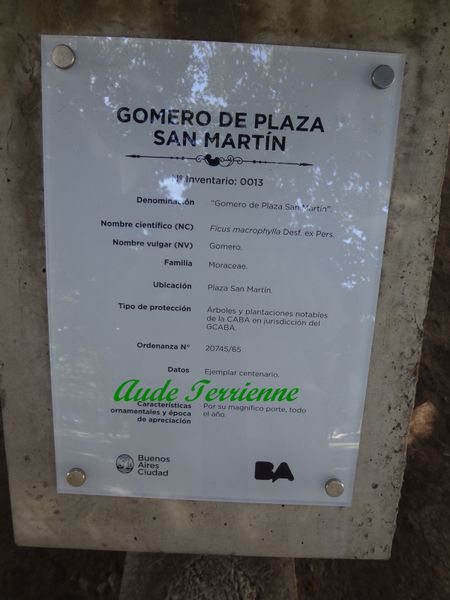 GOMERO DE PLAZA
SAN MARTÍN
Nº Inventario: 0013
Denominación "Gomero de Plaza San Martín".
Nombre científico (NC) Ficus macrophylla Desf. ex Pers.
Nombre vulgar (NV) Gomero.
Familia Moraceae.
Ubicación Plaza San Martín.
Tipo de protección Árboles y plantaciones notables
de la CABA en jurisdicción del
GCABA.
Ordenanza N° 20745/65
Datos Ejemplar centenario.
Aude Terrienne
Características Por su magnífico porte, todo
ornamentales y época el año.
de apreciación
Buenos
Aires
Ciudad
BA